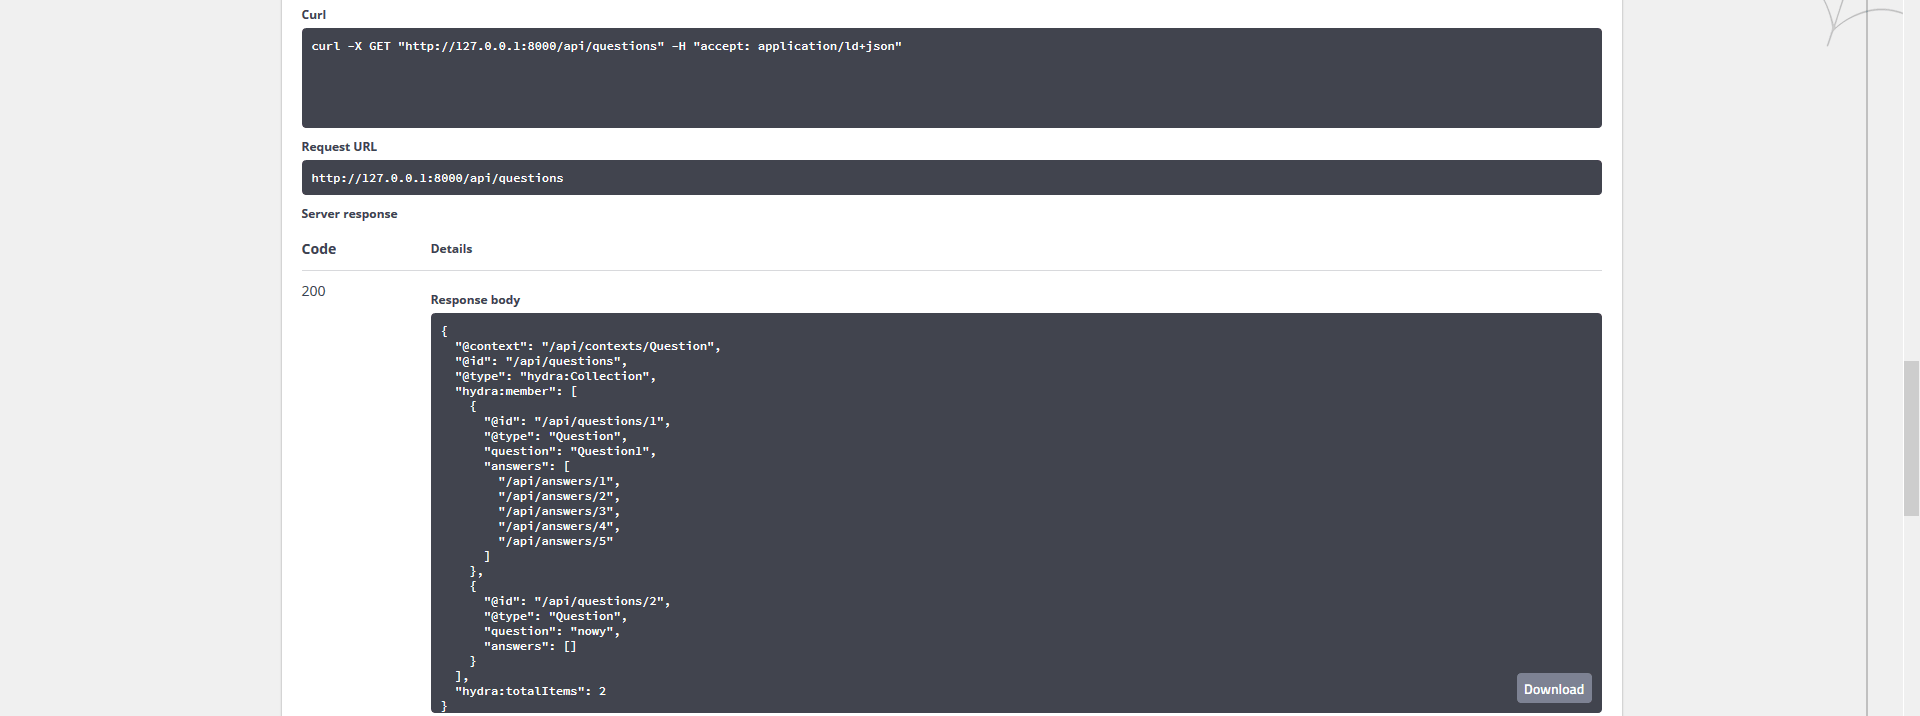 Curl
curl -X GET "http://127.0.0.1:8000/api/questions" -H "accept: application/ld+json"
Request URL
http://127.0.0.1:8000/api/questions
Server response
Code Details
200
Response body
{
  "@context": "/api/contexts/Question",
  "@id": "/api/questions",
  "@type": "hydra:Collection",
  "hydra:member": [
    {
      "@id": "/api/questions/1",
      "@type": "Question",
      "question": "Question1",
      "answers": [
        "/api/answers/1",
        "/api/answers/2",
        "/api/answers/3",
        "/api/answers/4",
        "/api/answers/5"
      ]
    },
    {
      "@id": "/api/questions/2",
      "@type": "Question",
      "question": "nowy",
      "answers": []
    }
  ],
  "hydra:totalItems": 2
}
Download